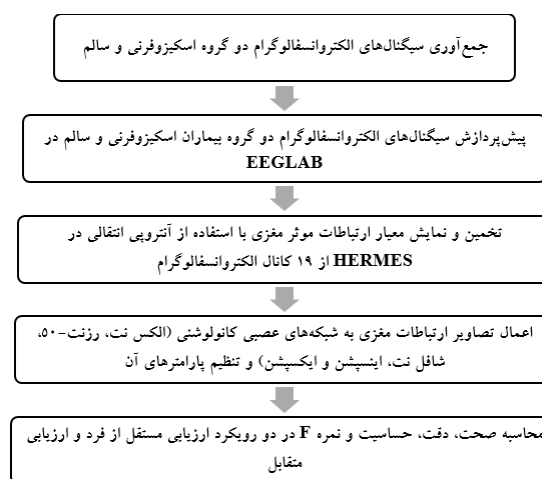 جمع‌آوری سیگنال‌های الکتروانسفالوگرام دو گروه اسکیزوفرنی و سالم
پیش‌پردازش سیگنال‌های الکتروانسفالوگرام دو گروه بیماران اسکیزوفرنی و سالم در
EEGLAB
تخمین و نمایش معیار ارتباطات موثر مغزی با استفاده از آنتروپی انتقالی در
HERMES از ۱۹ کانال الکتروانسفالوگرام
اعمال تصاویر ارتباطات مغزی به شبکه‌های عصبی کانولوشنی (الکس نت، رزنت-۵۰،
شافل نت، اینسپشن و ایکسپشن) و تنظیم پارامترهای آن
محاسبه صحت، دقت، حساسیت و نمره F در دو رویکرد ارزیابی مستقل از فرد و ارزیابی
متقابل